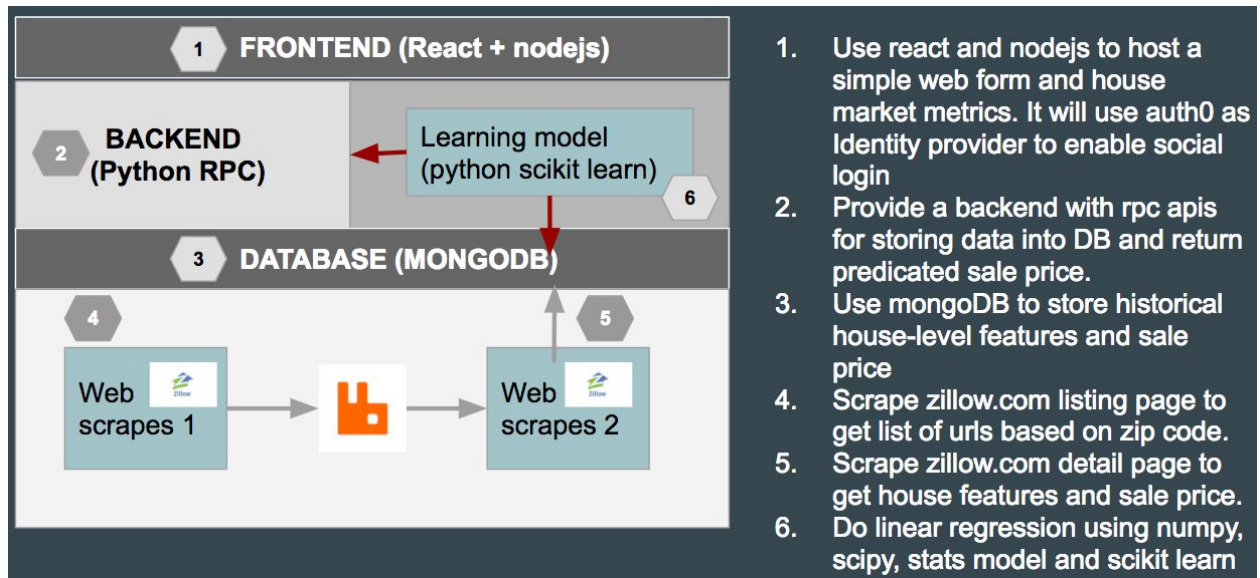 1 FRONTEND (React + nodejs)
2 BACKEND
(Python RPC)
Learning model
(python scikit learn)
6
3 DATABASE (MONGODB)
4
5
Web
scrapes 1
Zillow
Web
scrapes 2
Zillow
1. Use react and nodejs to host a
simple web form and house
market metrics. It will use auth0 as
Identity provider to enable social
login
2. Provide a backend with rpc apis
for storing data into DB and return
predicated sale price.
3. Use mongoDB to store historical
house-level features and sale
price
4. Scrape zillow.com listing page to
get list of urls based on zip code.
5. Scrape zillow.com detail page to
get house features and sale price.
6. Do linear regression using numpy,
scipy, stats model and scikit learn